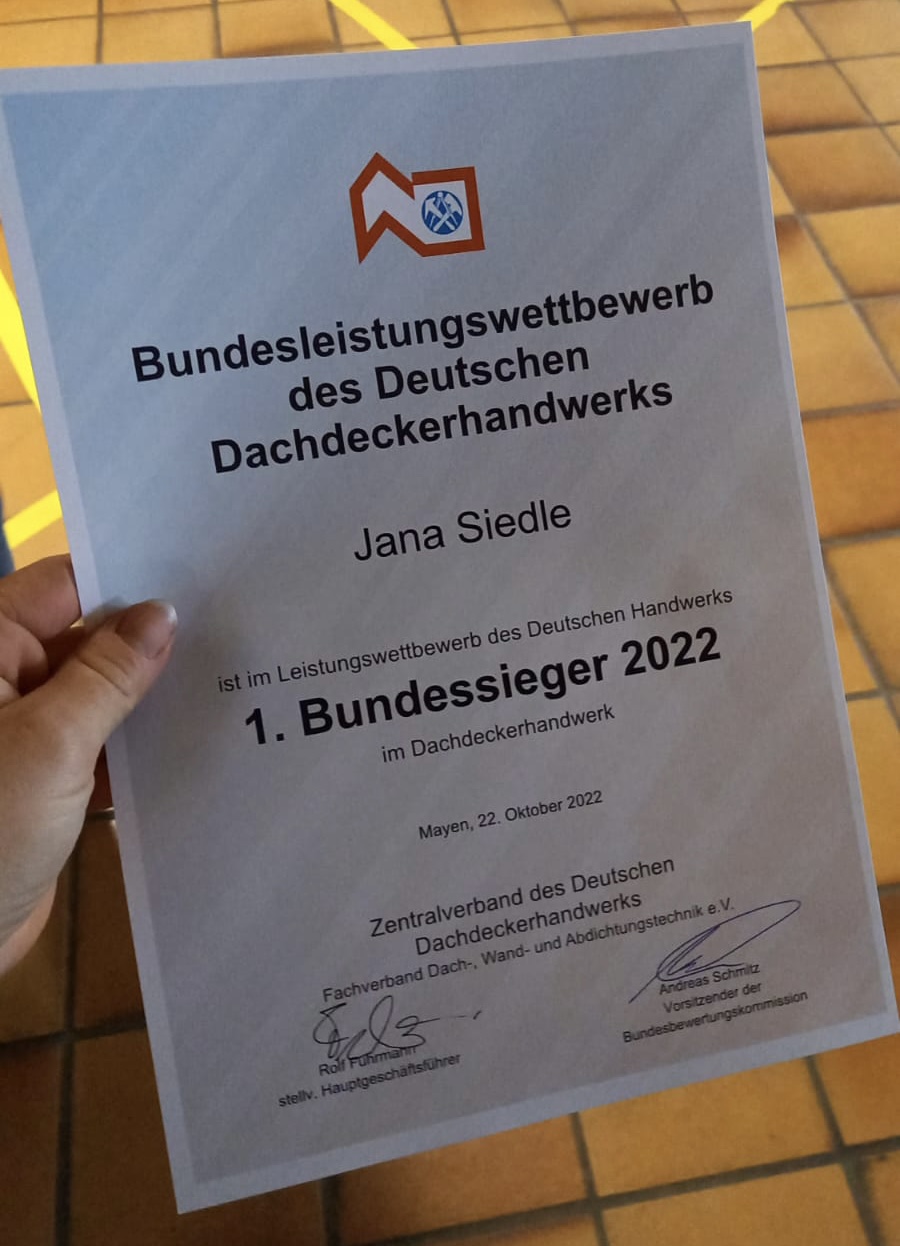 Bundesleistungswettbewerb
des Deutschen
Dachdeckerhandwerks
Jana Siedle
ist im Leistungswettbewerb des Deutschen Handwerks
1. Bundessieger 2022
im Dachdeckerhandwerk
Mayen, 22. Oktober 2022
Zentralverband des Deutschen
Dachdeckerhandwerks
Fachverband Dach-, Wand- und Abdichtungstechnik e.V.
Rolf Fuhrmann
stellv. Hauptgeschäftsführer
Andreas Schmitz
Vorsitzender der
Bundesbewertungskommission